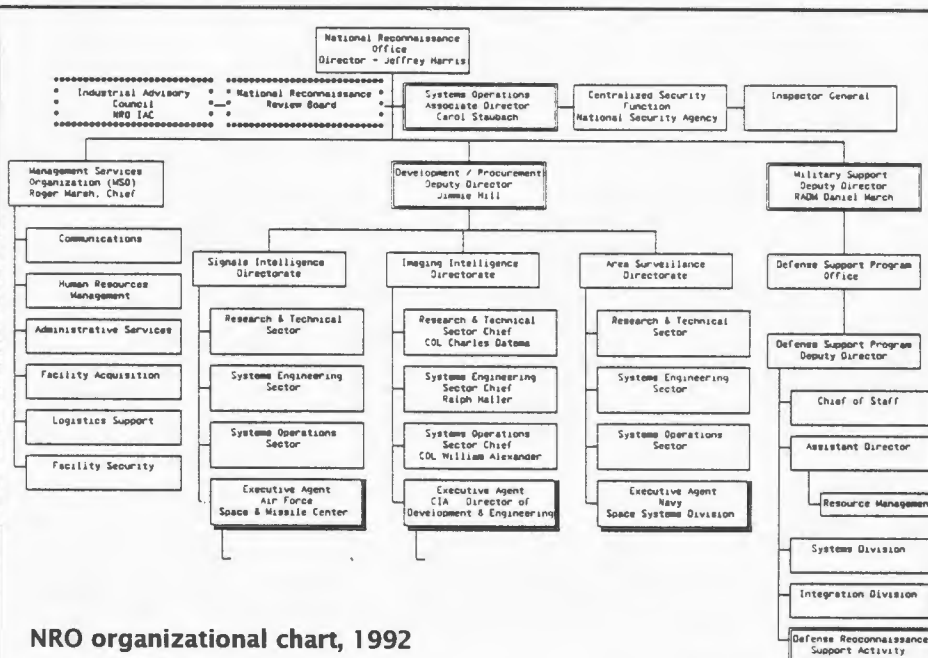 National Reconnaissance
Office
Director - Jeffrey Harris
Industrial Advisory
Council
NRO IAC
National Reconnaissance
Review Board
Systems Operations
Associate Director
Carol Staubach
Centralized Security
Function
National Security Agency
Inspector General
Management Services
Organization (MSO)
Roger Marsh, Chief
Development / Procurement
Deputy Director
Jimmie Hill
Military Support
Deputy Director
RADM Daniel March
Communications
Human Resources
Management
Administrative Services
Facility Acquisition
Logistics Support
Facility Security
Signals Intelligence
Directorate
Research & Technical
Sector
Systems Engineering
Sector
Systems Operations
Sector
Executive Agent
Air Force
Space & Missile Center
Imaging Intelligence
Directorate
Research & Technical
Sector Chief
COL Charles Datema
Systems Engineering
Sector Chief
Ralph Haller
Systems Operations
Sector Chief
COL William Alexander
Executive Agent
CIA Director of
Development & Engineering
Area Surveillance
Directorate
Research & Technical
Sector
Systems Engineering
Sector
Systems Operations
Sector
Executive Agent
Navy
Space Systems Division
Defense Support Program
Office
Defense Support Program
Deputy Director
Chief of Staff
Assistant Director
Resource Management
Systems Division
Integration Division
Defense Reconnaissance
Support Activity
NRO organizational chart, 1992